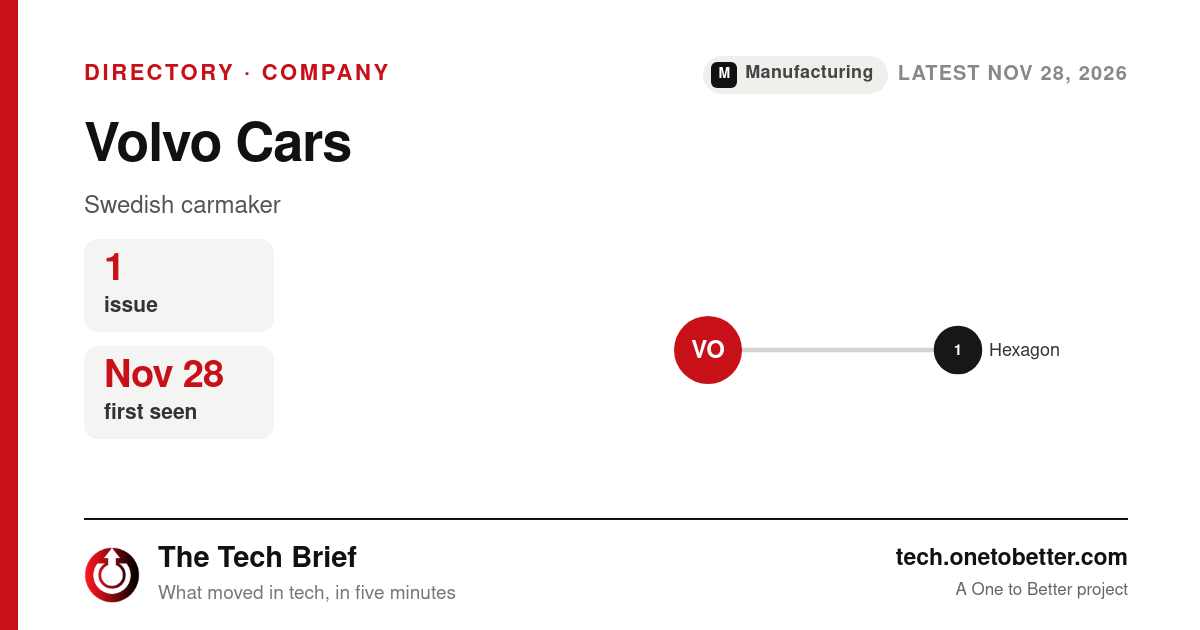 DIRECTORY · COMPANY
M Manufacturing LATEST NOV 28, 2026
Volvo Cars
Swedish carmaker
1
issue
Nov 28
first seen
VO
1 Hexagon
The Tech Brief
What moved in tech, in five minutes
tech.onetobetter.com
A One to Better project